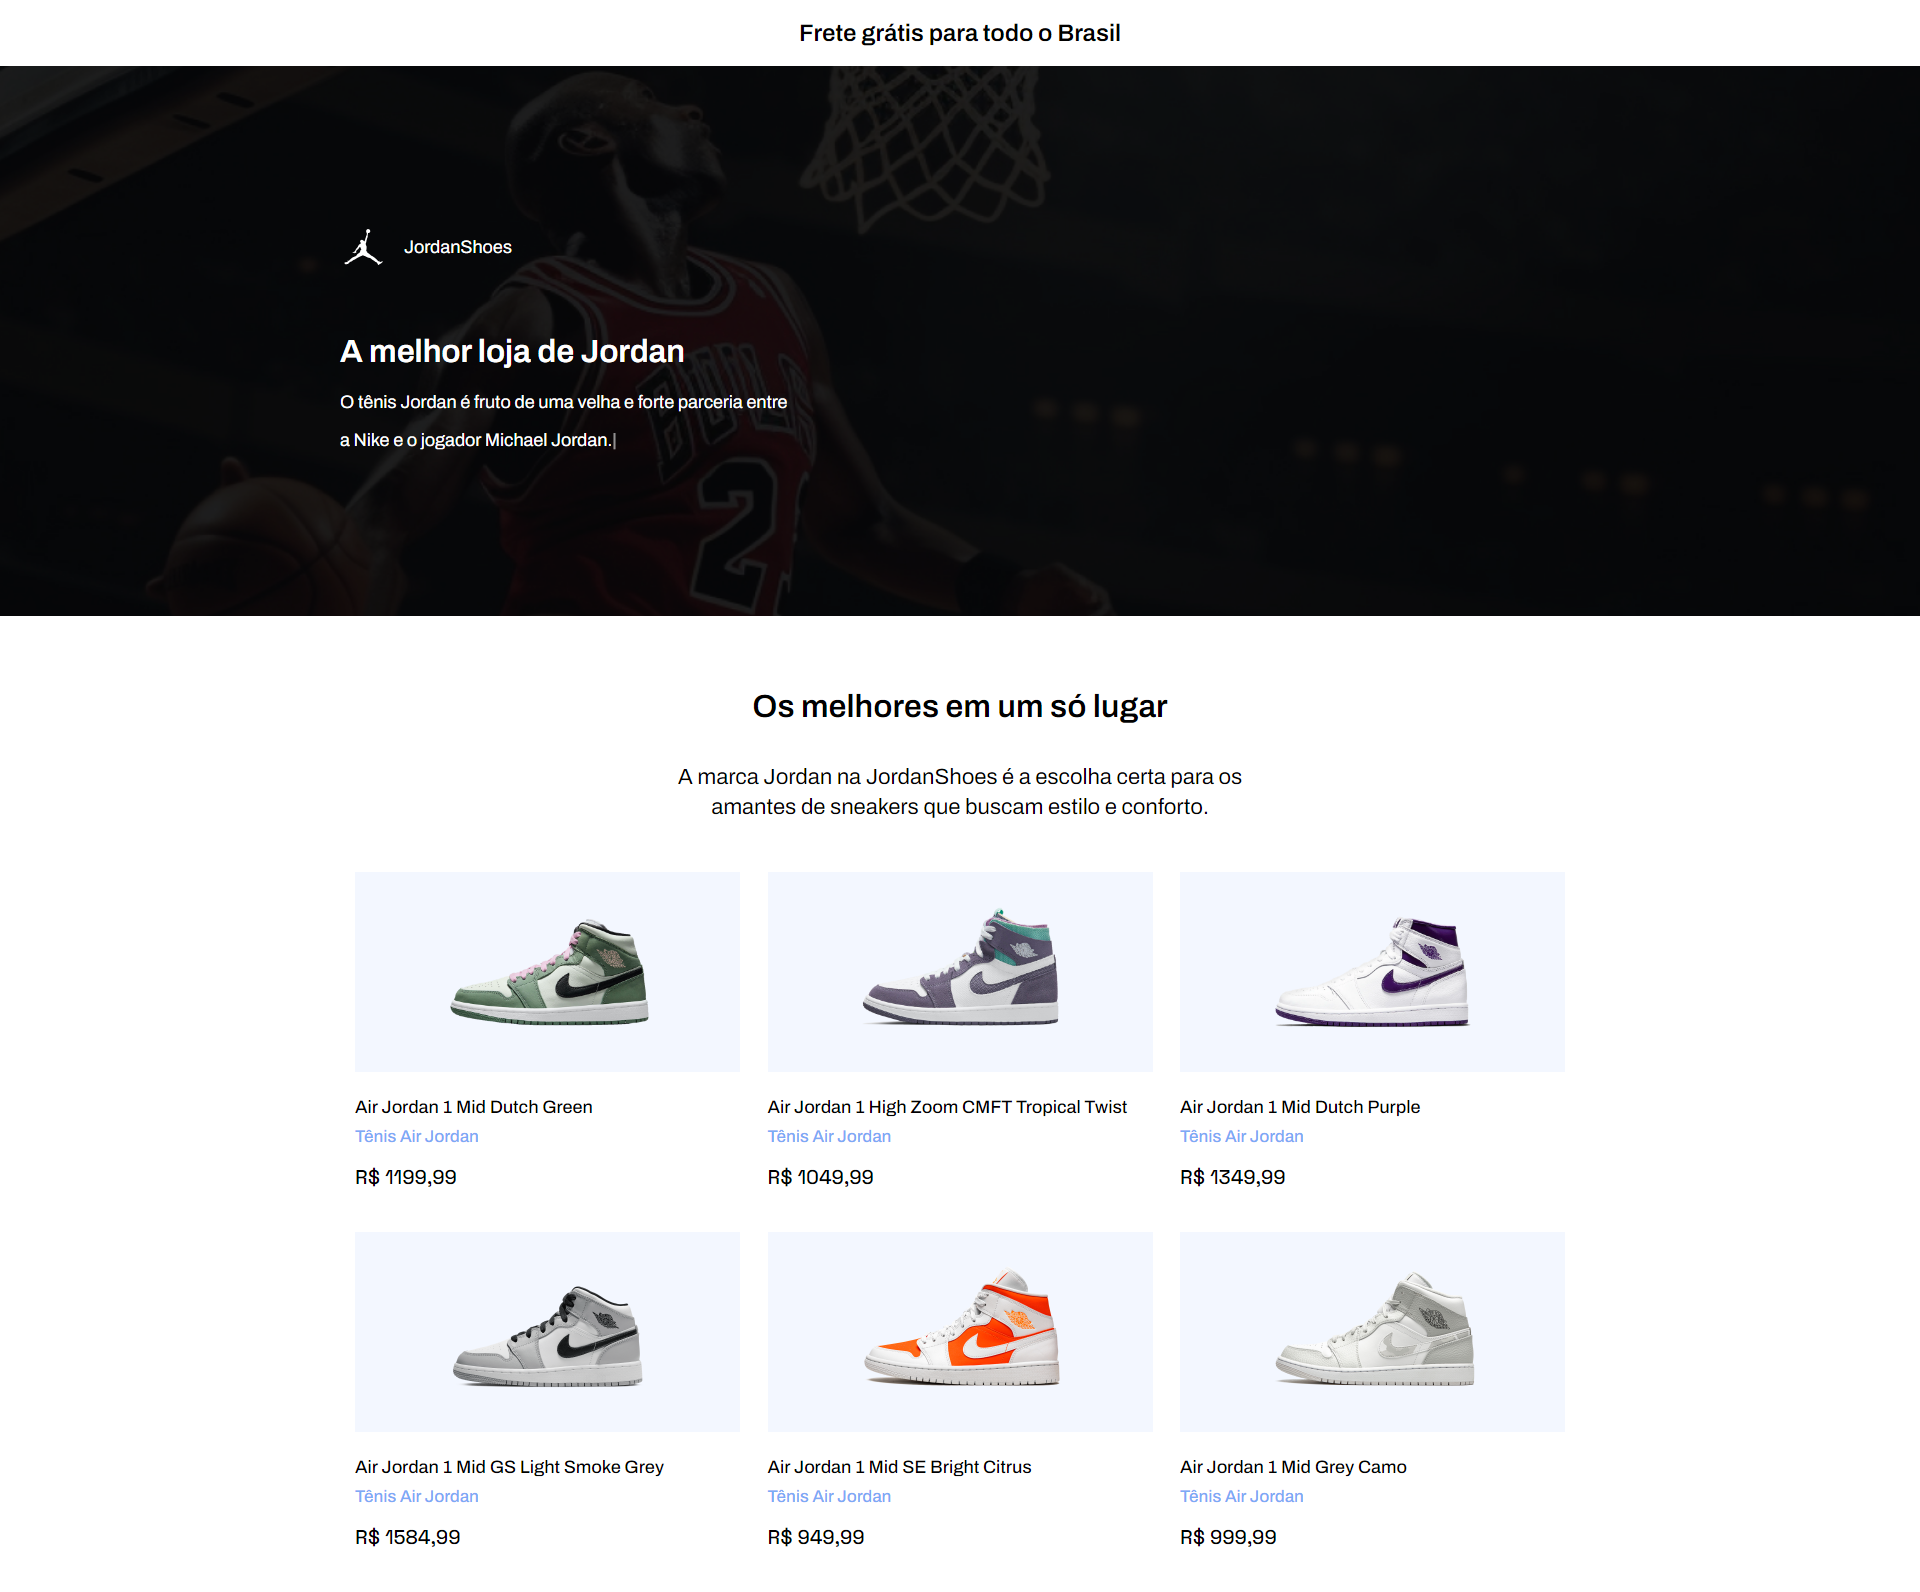 Frete grátis para todo o Brasil
JordanShoes
A melhor loja de Jordan
O tênis Jordan é fruto de uma velha e forte parceria entre
a Nike e o jogador Michael Jordan.|
BULLS
2
Os melhores em um só lugar
A marca Jordan na JordanShoes é a escolha certa para os
amantes de sneakers que buscam estilo e conforto.
Air Jordan 1 Mid Dutch Green
Tênis Air Jordan
R$ 1199,99
Air Jordan 1 High Zoom CMFT Tropical Twist
Tênis Air Jordan
R$ 1049,99
Air Jordan 1 Mid Dutch Purple
Tênis Air Jordan
R$ 1349,99
Air Jordan 1 Mid GS Light Smoke Grey
Tênis Air Jordan
R$ 1584,99
Air Jordan 1 Mid SE Bright Citrus
Tênis Air Jordan
R$ 949,99
Air Jordan 1 Mid Grey Camo
Tênis Air Jordan
R$ 999,99